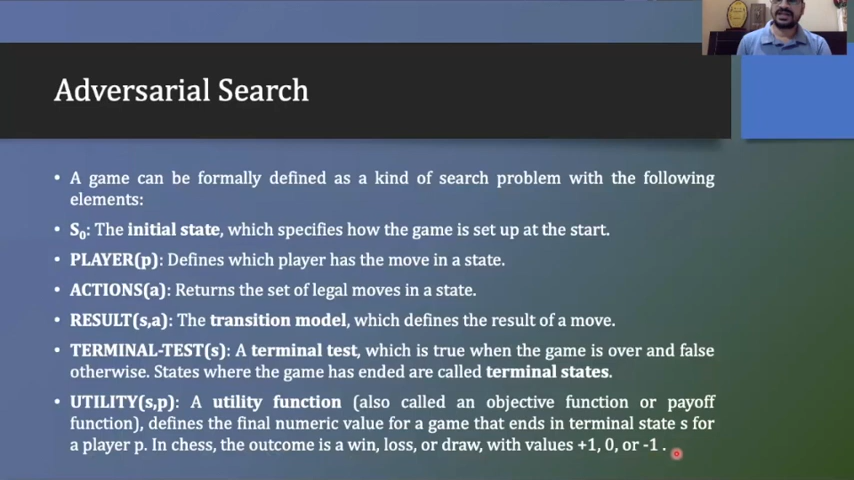 Adversarial Search
• A game can be formally defined as a kind of search problem with the following
elements:
• S₀: The initial state, which specifies how the game is set up at the start.
• PLAYER(p): Defines which player has the move in a state.
• ACTIONS(a): Returns the set of legal moves in a state.
• RESULT(s,a): The transition model, which defines the result of a move.
• TERMINAL-TEST(s): A terminal test, which is true when the game is over and false
otherwise. States where the game has ended are called terminal states.
• UTILITY(s,p): A utility function (also called an objective function or payoff
function), defines the final numeric value for a game that ends in terminal state s for
a player p. In chess, the outcome is a win, loss, or draw, with values +1, 0, or -1 .